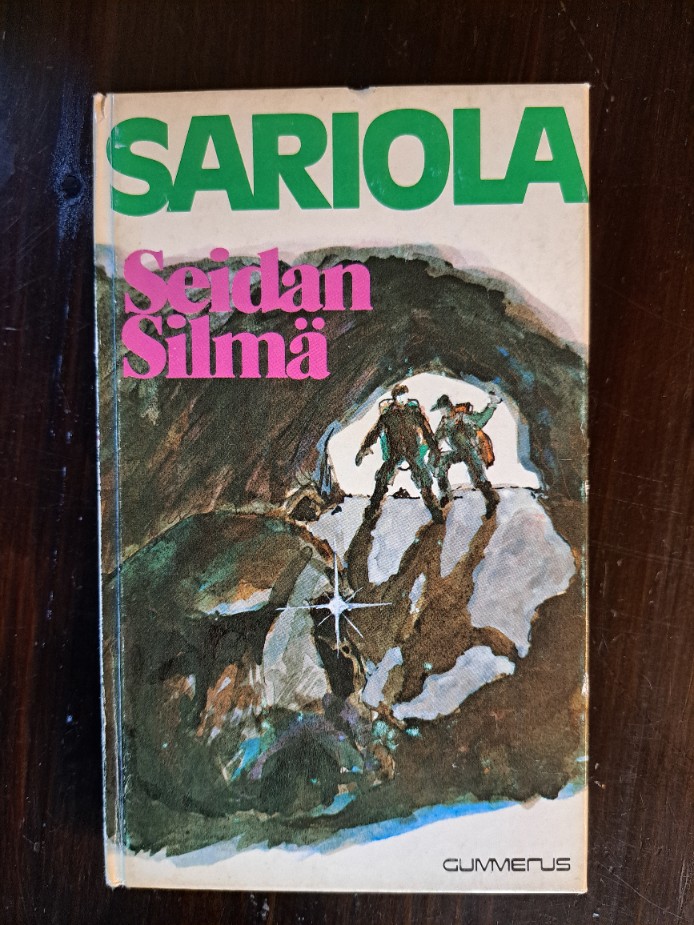 SARIOLA
Seidan
Silmä
GUMMERUS